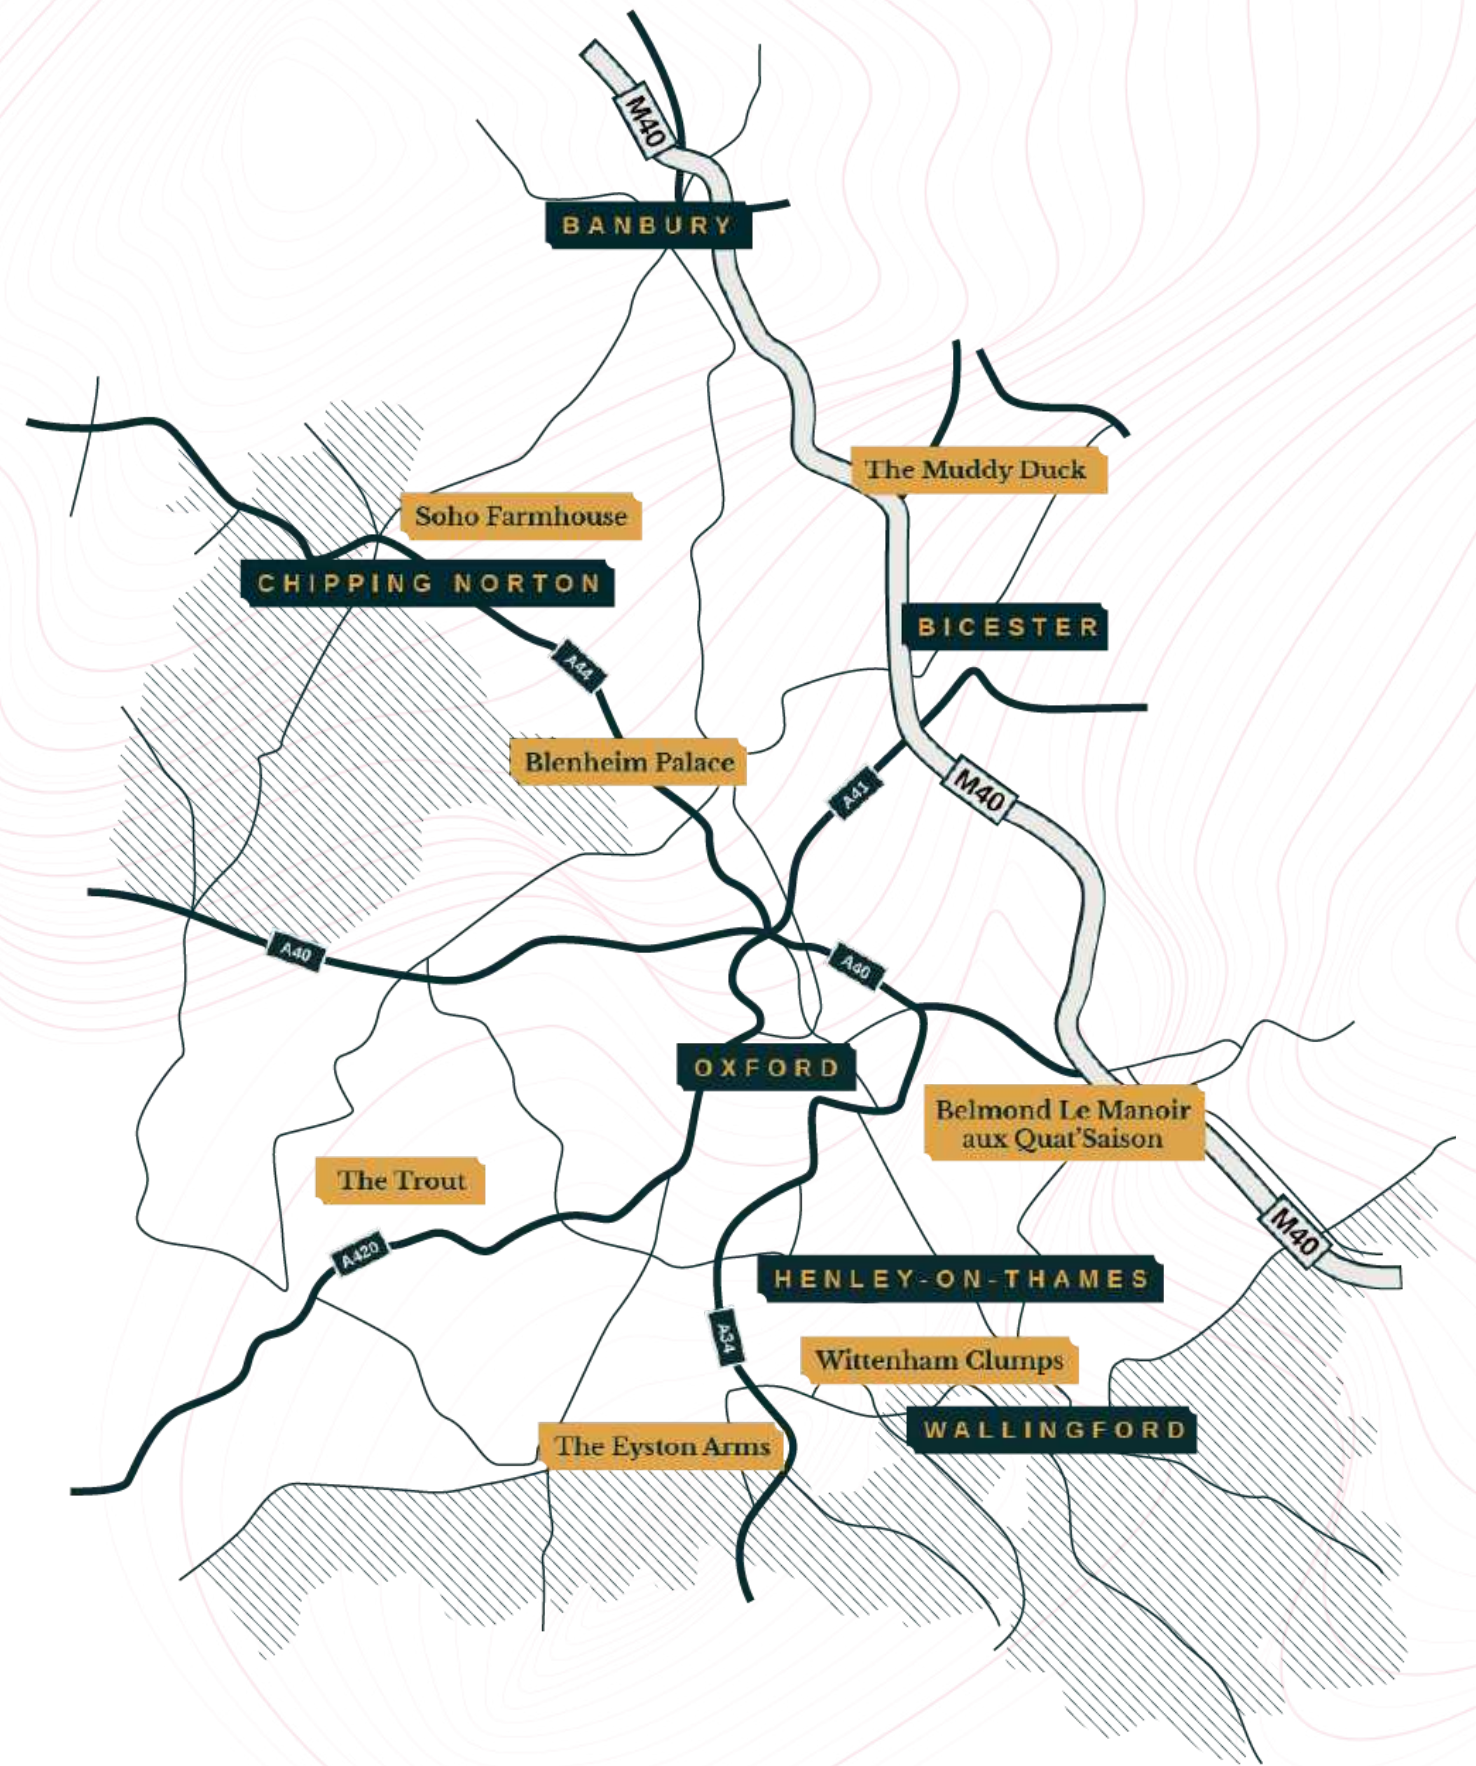 M40
BANBURY
The Muddy Duck
Soho Farmhouse
CHIPPING NORTON
BICESTER
A44
Blenheim Palace
A41
M40
A40
A40
OXFORD
Belmond Le Manoir
aux Quat'Saison
The Trout
M40
A420
HENLEY-ON-THAMES
A34
Wittenham Clumps
WALLINGFORD
The Eyston Arms